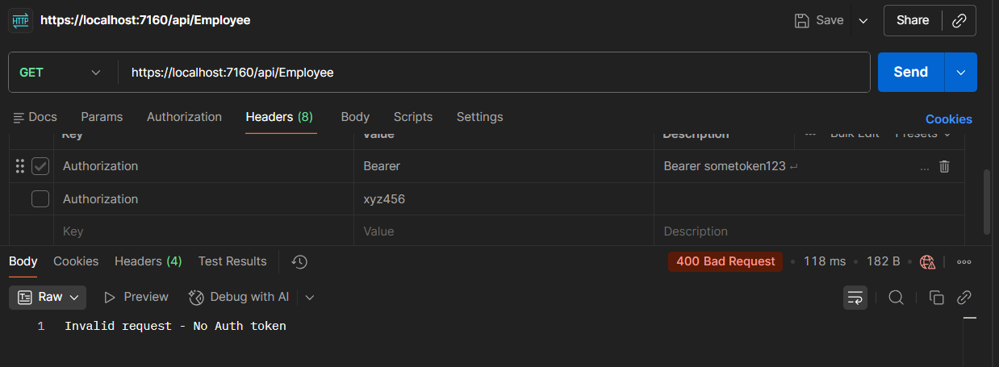 HTTP https://localhost:7160/api/Employee Save Share
GET https://localhost:7160/api/Employee Send
Docs Params Authorization Headers (8) Body Scripts Settings Cookies
Key Value Description ... Bulk Edit Presets
Authorization Bearer Bearer sometoken123 ↵ ...
Authorization xyz456
Key Value Description
Body Cookies Headers (4) Test Results 400 Bad Request • 118 ms • 182 B •
Raw Preview Debug with AI
1 Invalid request - No Auth token